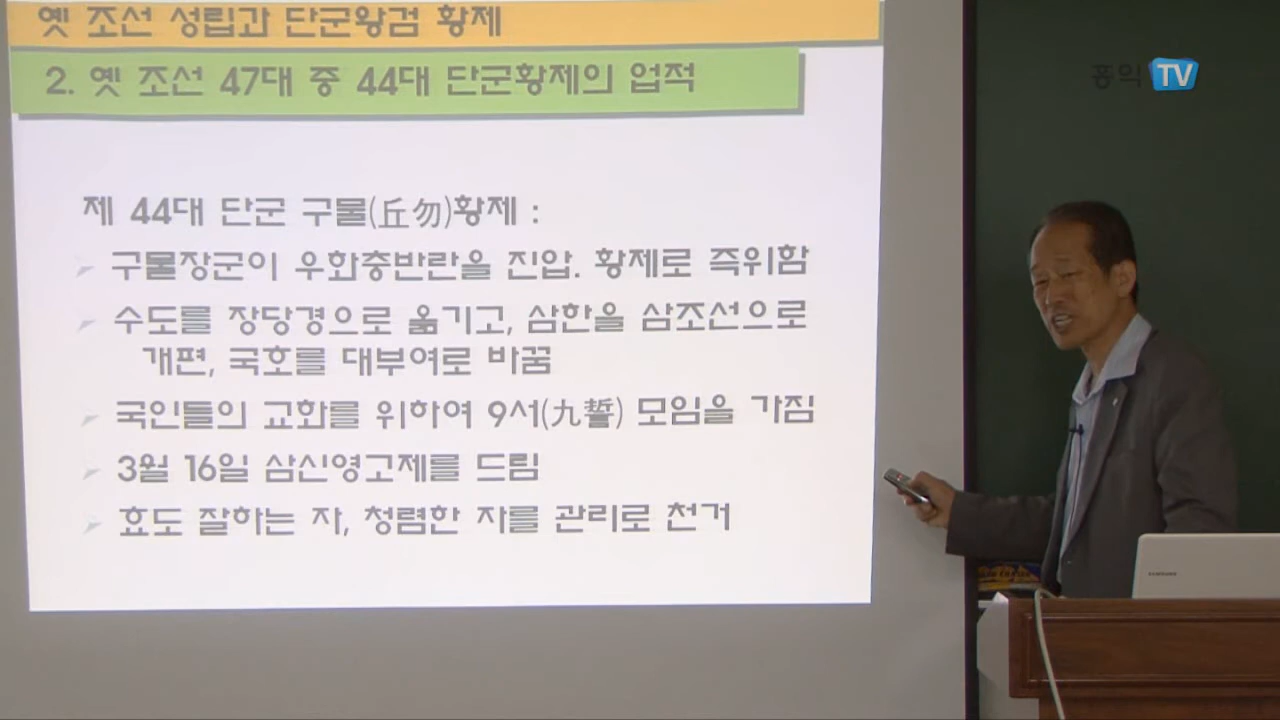 옛 조선 성립과 단군왕검 황제
2. 옛 조선 47대 중 44대 단군황제의 업적
홍익 TV
제 44대 단군 구물(丘勿)황제 :
구물장군이 우화충반란을 진압. 황제로 즉위함
수도를 장당경으로 옮기고, 삼한을 삼조선으로
개편, 국호를 대부여로 바꿈
국인들의 교화를 위하여 9서(九誓) 모임을 가짐
3월 16일 삼신영고제를 드림
효도 잘하는 자, 청렴한 자를 관리로 천거
SAMSUNG